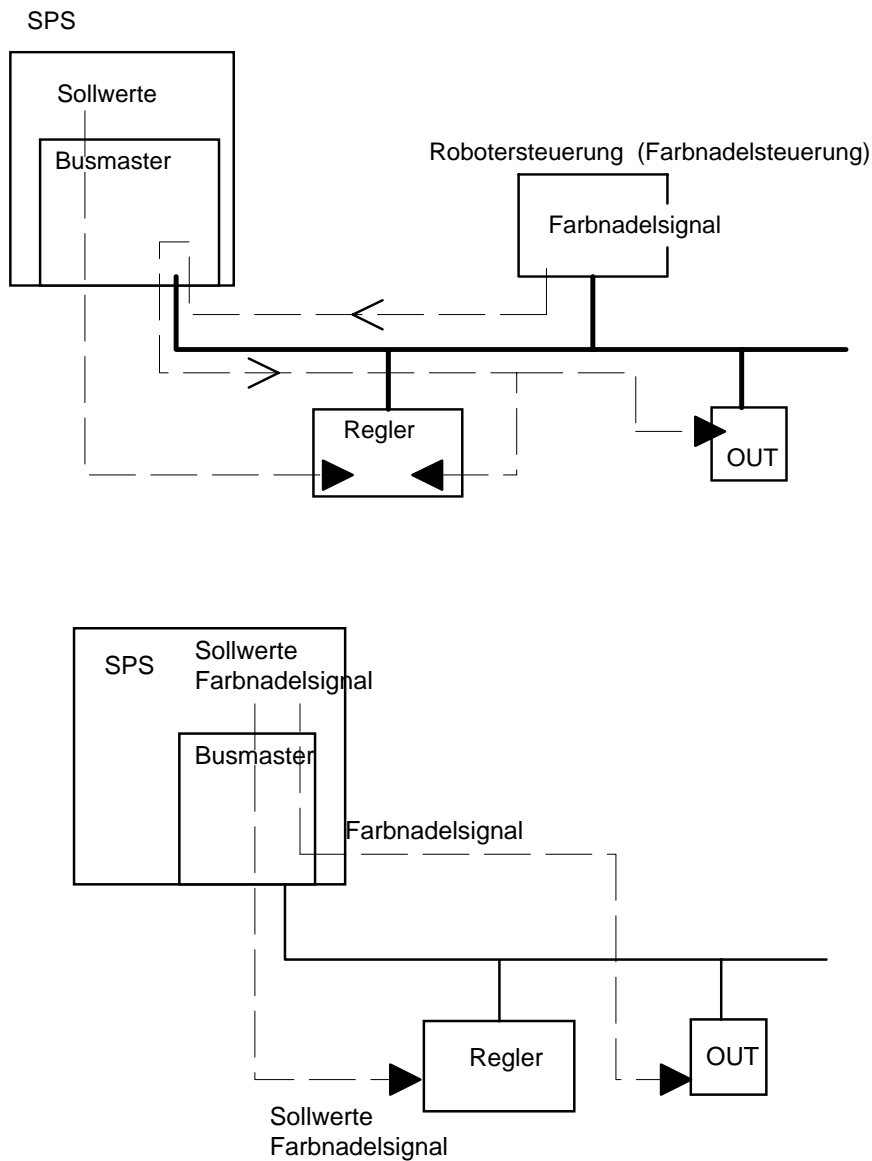 SPS
Sollwerte
Busmaster
Robotersteuerung (Farbnadelsteuerung)
Farbnadelsignal
Regler
OUT
SPS
Sollwerte
Farbnadelsignal
Busmaster
Farbnadelsignal
Regler
OUT
Sollwerte
Farbnadelsignal